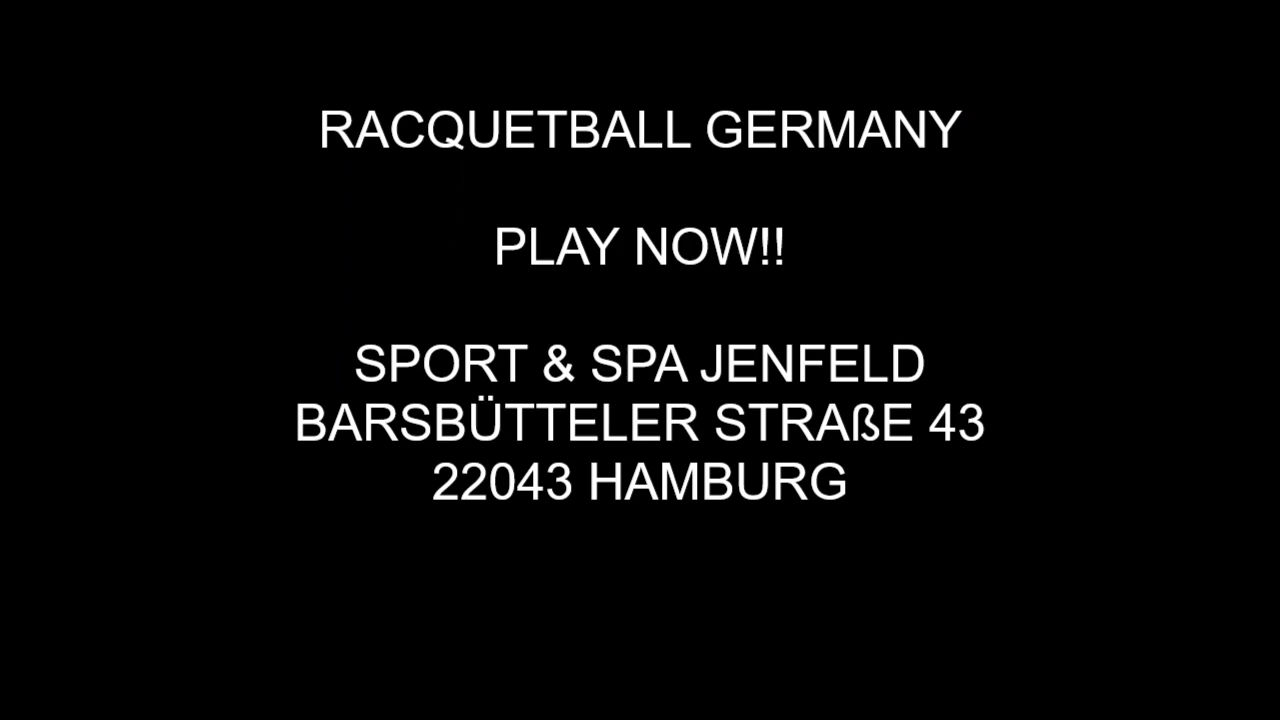 RACQUETBALL GERMANY
PLAY NOW!!
SPORT & SPA JENFELD
BARSBÜTTELER STRAßE 43
22043 HAMBURG